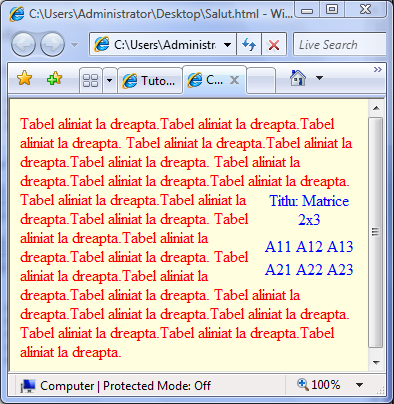 C:\Users\Administrator\Desktop\Salut.html - Wi...
C:\Users\Administra
Live Search
Tuto...
C...
Tabel aliniat la dreapta.Tabel aliniat la dreapta.Tabel
aliniat la dreapta. Tabel aliniat la dreapta.Tabel aliniat la
dreapta.Tabel aliniat la dreapta. Tabel aliniat la
dreapta.Tabel aliniat la dreapta.Tabel aliniat la dreapta.
Tabel aliniat la dreapta.Tabel aliniat la
dreapta.Tabel aliniat la dreapta. Tabel
aliniat la dreapta.Tabel aliniat la
dreapta.Tabel aliniat la dreapta. Tabel
aliniat la dreapta.Tabel aliniat la
dreapta.Tabel aliniat la dreapta. Tabel aliniat la
dreapta.Tabel aliniat la dreapta.Tabel aliniat la dreapta.
Tabel aliniat la dreapta.Tabel aliniat la dreapta.Tabel
aliniat la dreapta.
Titlu: Matrice
2x3
A11 A12 A13
A21 A22 A23
Computer | Protected Mode: Off
100%